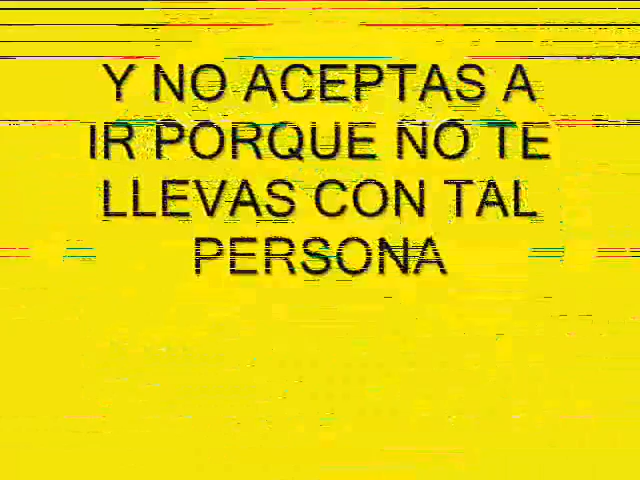 Y NO ACEPTAS A
IR PORQUE NO TE
LLEVAS CON TAL
PERSONA